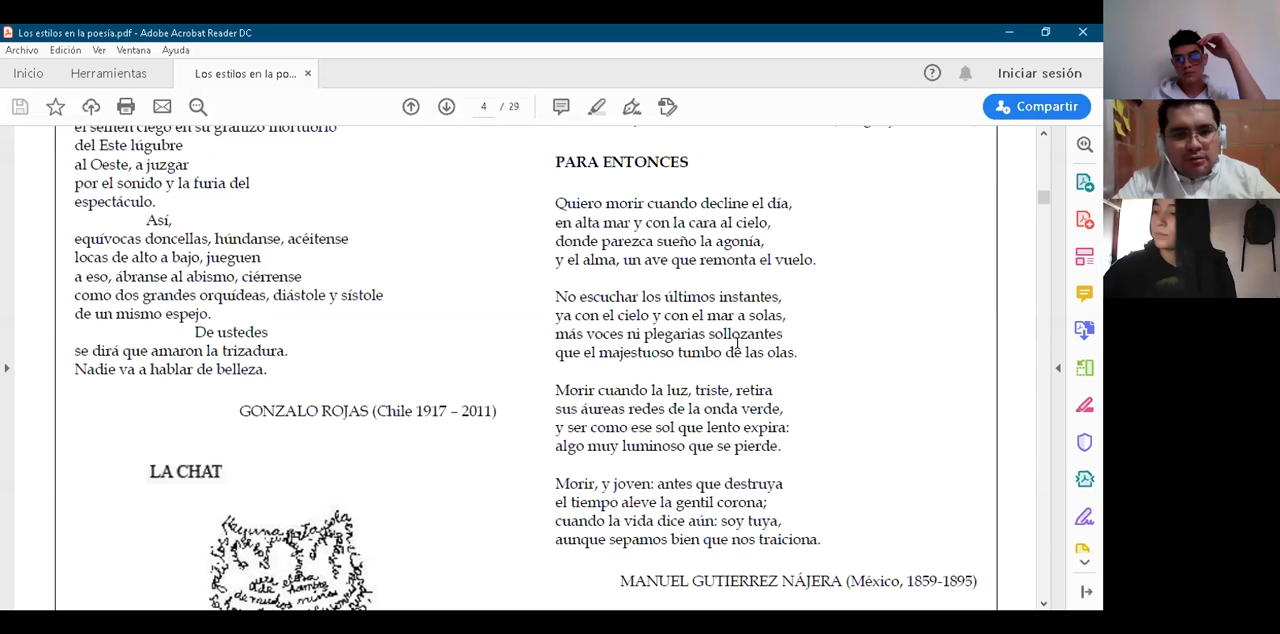 Los estilos en la poesía.pdf - Adobe Acrobat Reader DC
Archivo Edición Ver Ventana Ayuda
Inicio Herramientas Los estilos en la po... × Iniciar sesión
4 / 29 Compartir
el semen ciego en su granizo mortuorio
del Este lúgubre
al Oeste, a juzgar
por el sonido y la furia del
espectáculo.
Así,
equívocas doncellas, húndanse, acéitense
locas de alto a bajo, jueguen
a eso, ábranse al abismo, ciérrense
como dos grandes orquídeas, diástole y sístole
de un mismo espejo.
De ustedes
se dirá que amaron la trizadura.
Nadie va a hablar de belleza.
GONZALO ROJAS (Chile 1917 – 2011)
LA CHAT
PARA ENTONCES
Quiero morir cuando decline el día,
en alta mar y con la cara al cielo,
donde parezca sueño la agonía,
y el alma, un ave que remonta el vuelo.
No escuchar los últimos instantes,
ya con el cielo y con el mar a solas,
más voces ni plegarias sollozantes
que el majestuoso tumbo de las olas.
Morir cuando la luz, triste, retira
sus áureas redes de la onda verde,
y ser como ese sol que lento expira:
algo muy luminoso que se pierde.
Morir, y joven: antes que destruya
el tiempo aleve la gentil corona;
cuando la vida dice aún: soy tuya,
aunque sepamos bien que nos traiciona.
MANUEL GUTIERREZ NÁJERA (México, 1859-1895)